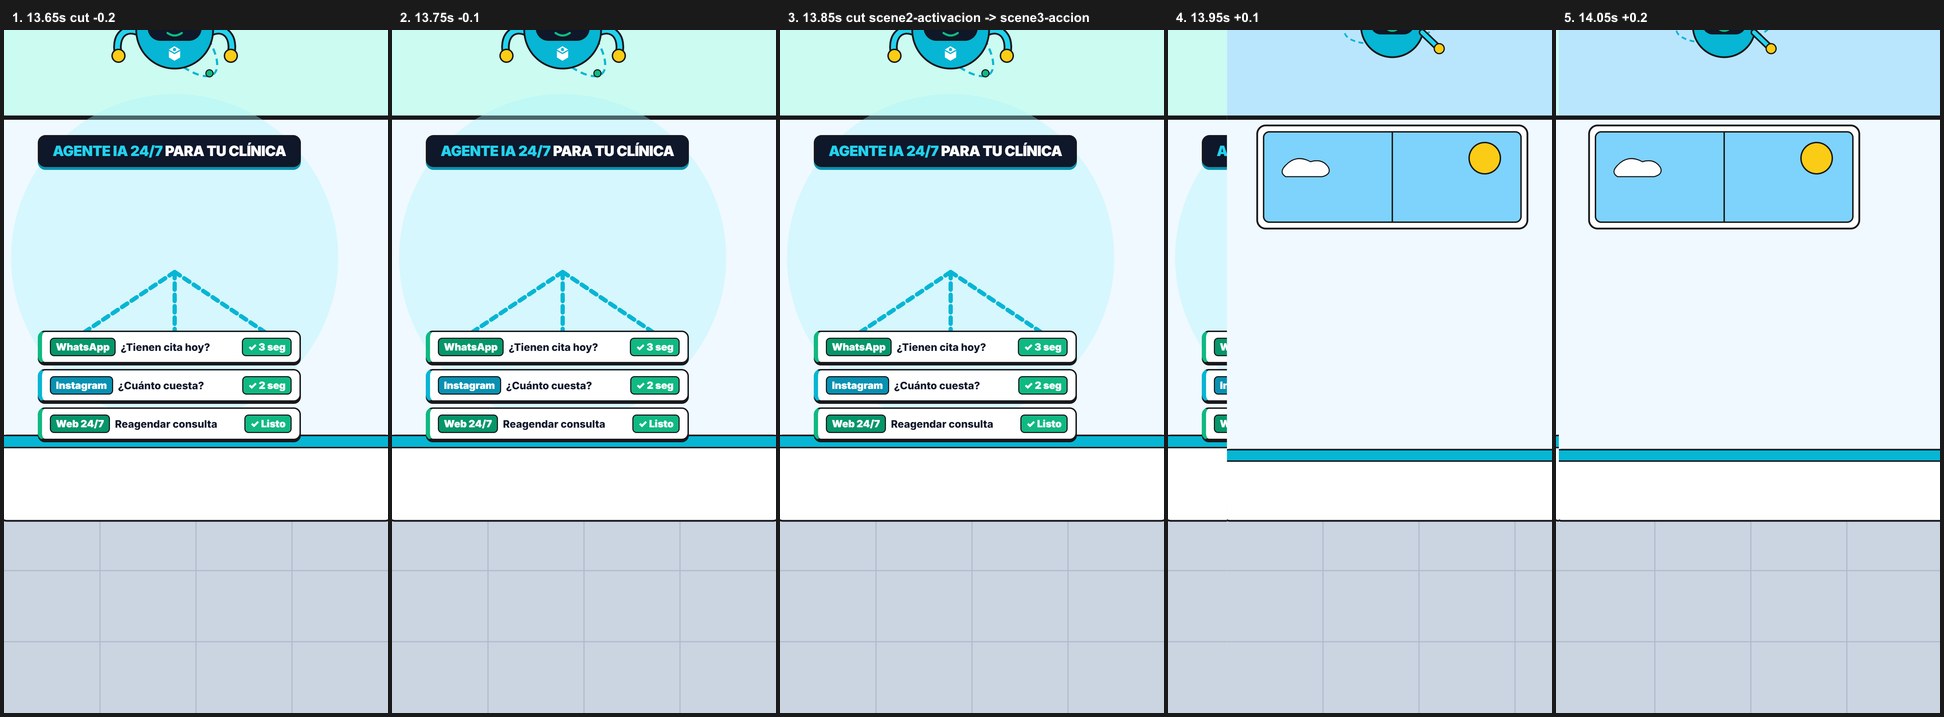 1. 13.65s cut -0.2
2. 13.75s -0.1
3. 13.85s cut scene2-activacion -> scene3-accion
4. 13.95s +0.1
5. 14.05s +0.2
AGENTE IA 24/7 PARA TU CLÍNICA
WhatsApp ¿Tienen cita hoy? ✓ 3 seg
Instagram ¿Cuánto cuesta? ✓ 2 seg
Web 24/7 Reagendar consulta ✓ Listo
AGENTE IA 24/7 PARA TU CLÍNICA
WhatsApp ¿Tienen cita hoy? ✓ 3 seg
Instagram ¿Cuánto cuesta? ✓ 2 seg
Web 24/7 Reagendar consulta ✓ Listo
AGENTE IA 24/7 PARA TU CLÍNICA
WhatsApp ¿Tienen cita hoy? ✓ 3 seg
Instagram ¿Cuánto cuesta? ✓ 2 seg
Web 24/7 Reagendar consulta ✓ Listo
A
W
In
W